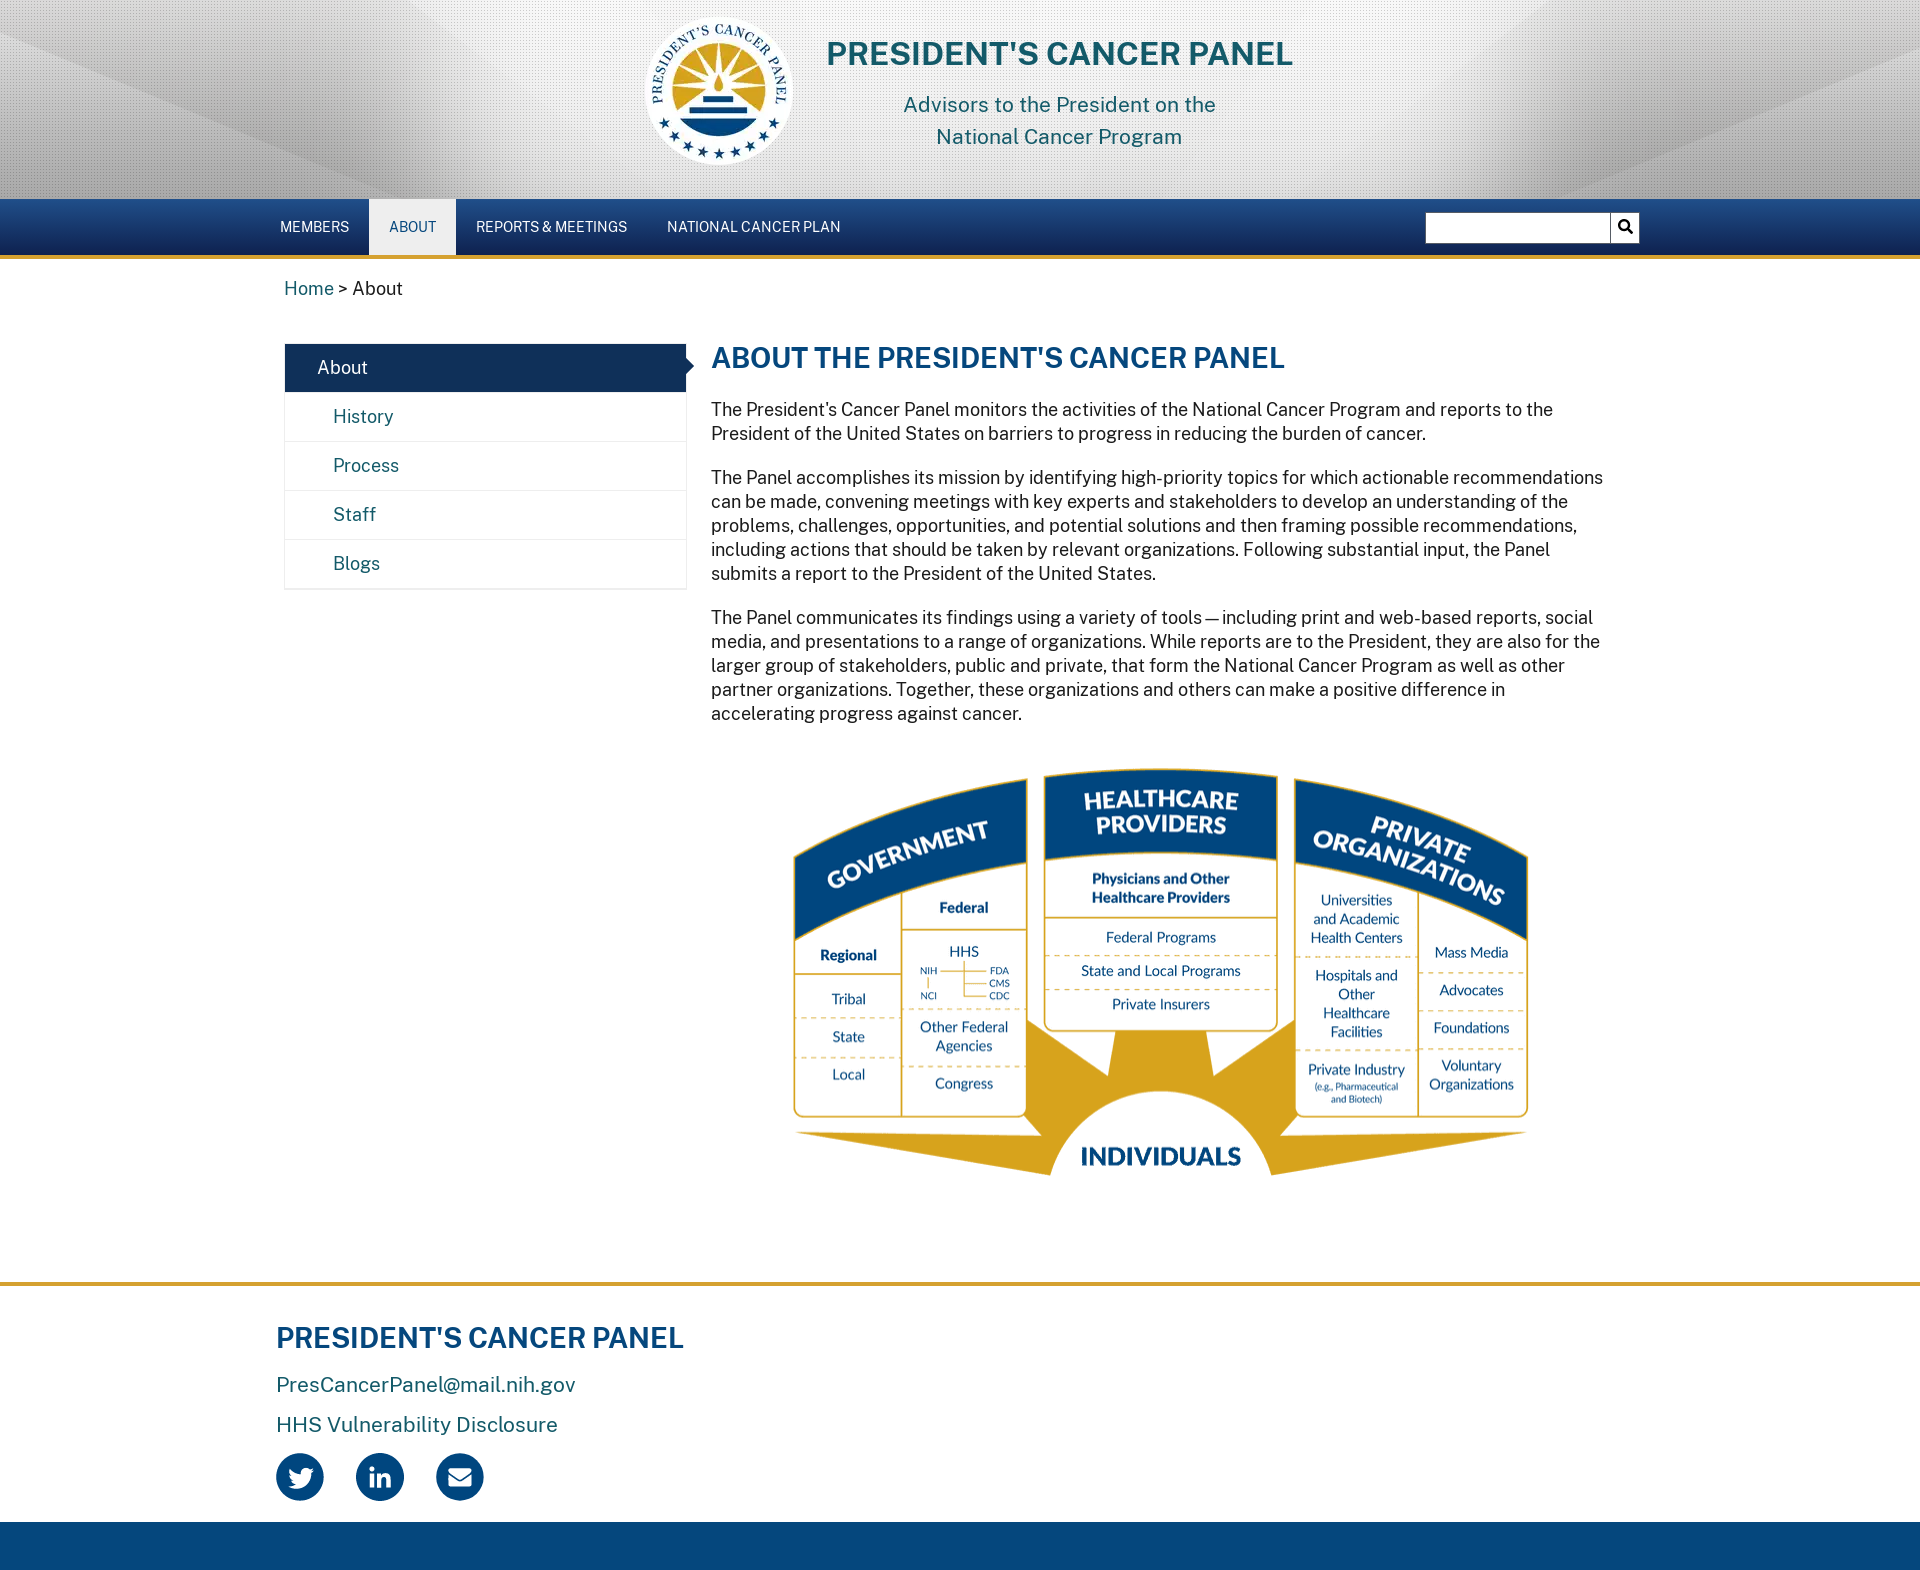 PRESIDENT'S CANCER PANEL
PRESIDENT'S CANCER PANEL
Advisors to the President on the
National Cancer Program
MEMBERS
ABOUT
REPORTS & MEETINGS
NATIONAL CANCER PLAN
Home > About
About
History
Process
Staff
Blogs
ABOUT THE PRESIDENT'S CANCER PANEL
The President's Cancer Panel monitors the activities of the National Cancer Program and reports to the
President of the United States on barriers to progress in reducing the burden of cancer.
The Panel accomplishes its mission by identifying high-priority topics for which actionable recommendations
can be made, convening meetings with key experts and stakeholders to develop an understanding of the
problems, challenges, opportunities, and potential solutions and then framing possible recommendations,
including actions that should be taken by relevant organizations. Following substantial input, the Panel
submits a report to the President of the United States.
The Panel communicates its findings using a variety of tools—including print and web-based reports, social
media, and presentations to a range of organizations. While reports are to the President, they are also for the
larger group of stakeholders, public and private, that form the National Cancer Program as well as other
partner organizations. Together, these organizations and others can make a positive difference in
accelerating progress against cancer.
GOVERNMENT
Regional
Tribal
State
Local
Federal
HHS
NIH
FDA
CMS
NCI
CDC
Other Federal
Agencies
Congress
HEALTHCARE
PROVIDERS
Physicians and Other
Healthcare Providers
Federal Programs
State and Local Programs
Private Insurers
PRIVATE
ORGANIZATIONS
Universities
and Academic
Health Centers
Hospitals and
Other
Healthcare
Facilities
Private Industry
(e.g., Pharmaceutical
and Biotech)
Mass Media
Advocates
Foundations
Voluntary
Organizations
INDIVIDUALS
PRESIDENT'S CANCER PANEL
PresCancerPanel@mail.nih.gov
HHS Vulnerability Disclosure
in